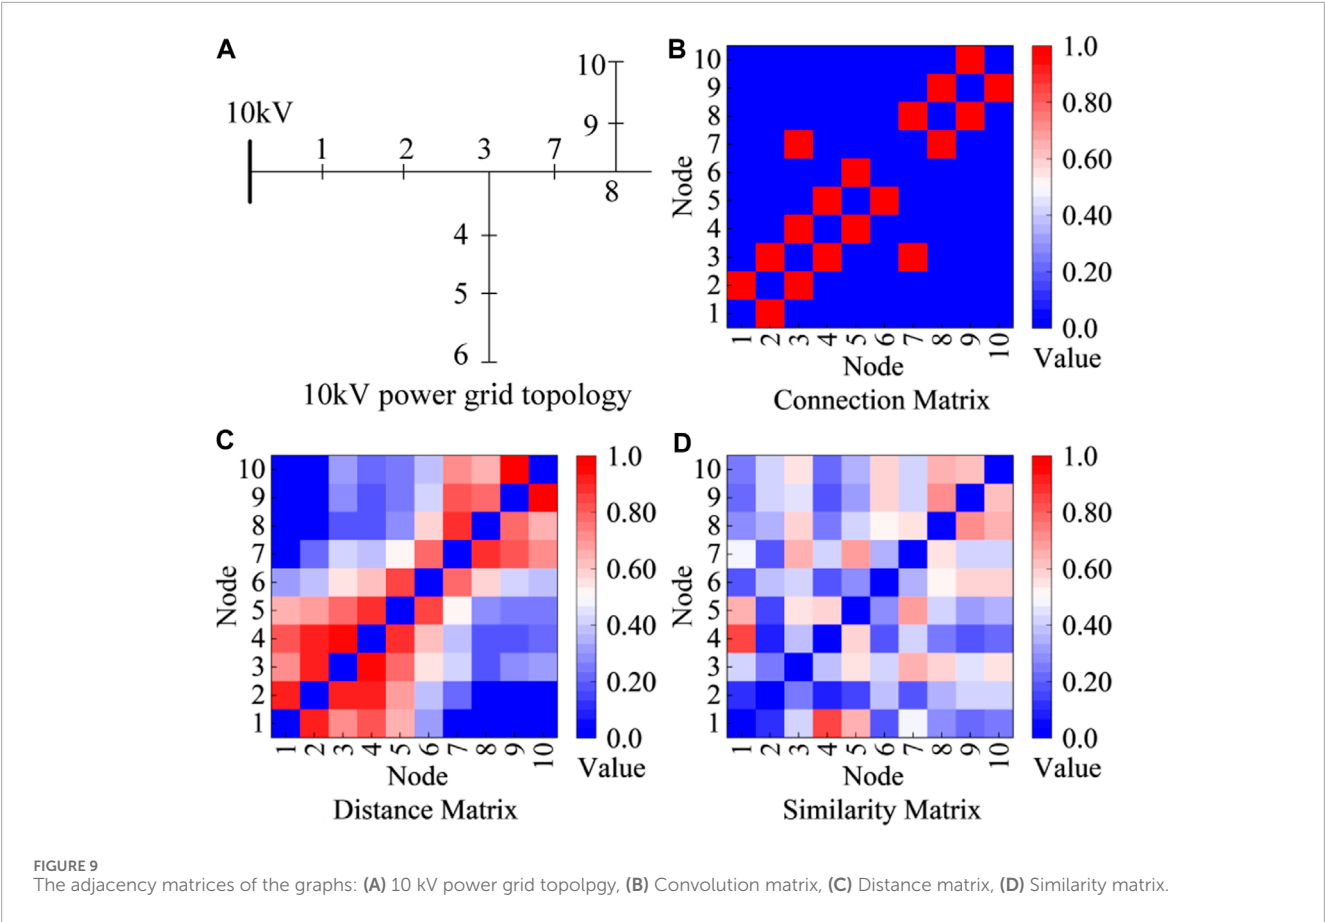 A
10
9
10kV
1
2
3
7
8
4
5
6
10kV power grid topology
B
10
9
8
7
6
5
4
3
2
1
Node
1 2 3 4 5 6 7 8 9 10
Node
Connection Matrix
1.0
0.80
0.60
0.40
0.20
0.0
Value
C
10
9
8
7
6
5
4
3
2
1
Node
1 2 3 4 5 6 7 8 9 10
Node
Distance Matrix
1.0
0.80
0.60
0.40
0.20
0.0
Value
D
10
9
8
7
6
5
4
3
2
1
Node
1 2 3 4 5 6 7 8 9 10
Node
Similarity Matrix
1.0
0.80
0.60
0.40
0.20
0.0
Value
FIGURE 9
The adjacency matrices of the graphs: (A) 10 kV power grid topolpgy, (B) Convolution matrix, (C) Distance matrix, (D) Similarity matrix.